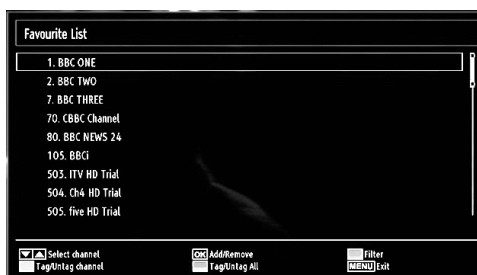 Favourite List
1. BBC ONE
2. BBC TWO
7. BBC THREE
70. CBBC Channel
80. BBC NEWS 24
105. BBCi
503. ITV HD Trial
504. Ch4 HD Trial
505. five HD Trial
Select channel OK Add/Remove Filter
Tag/Untag channel Tag/Untag All MENU Exit